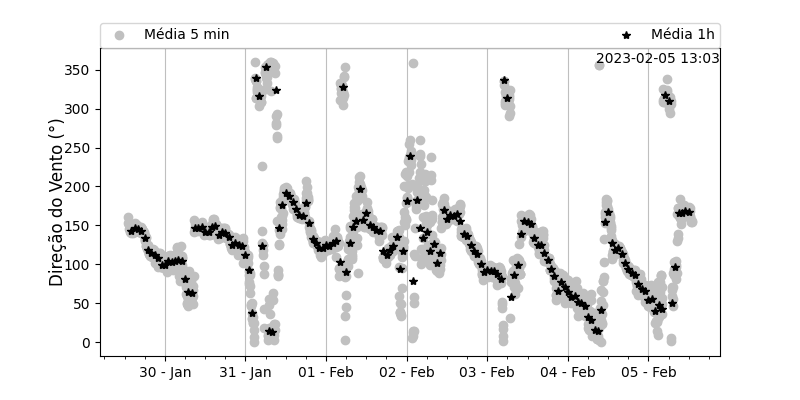 Média 5 min
Média 1h
2023-02-05 13:03
Direção do Vento (°)
350
300
250
200
150
100
50
0
30 - Jan
31 - Jan
01 - Feb
02 - Feb
03 - Feb
04 - Feb
05 - Feb